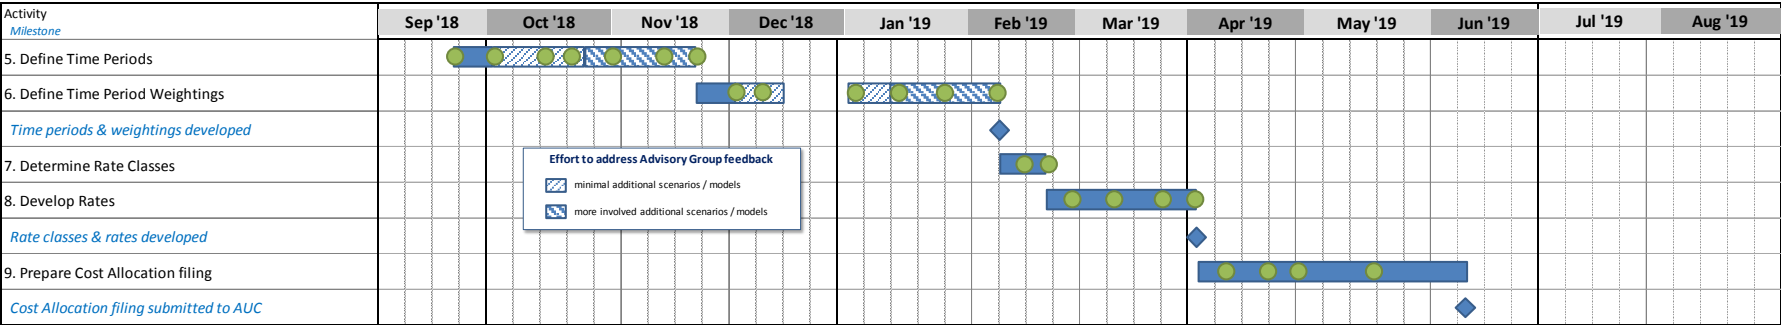 Activity
Milestone
Sep '18 Oct '18 Nov '18 Dec '18 Jan '19 Feb '19 Mar '19 Apr '19 May '19 Jun '19 Jul '19 Aug '19
5. Define Time Periods
6. Define Time Period Weightings
Time periods & weightings developed
7. Determine Rate Classes
8. Develop Rates
Rate classes & rates developed
9. Prepare Cost Allocation filing
Cost Allocation filing submitted to AUC
Effort to address Advisory Group feedback
minimal additional scenarios / models
more involved additional scenarios / models